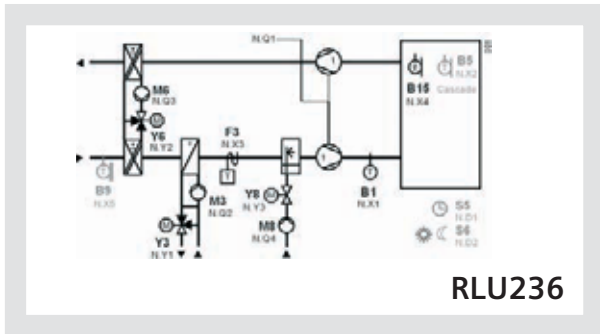 N.Q1
B5
N.X2
B15 Cascade
N.X4
M6
N.Q3
F3
N.X3
Y6
N.Y2
B9
N.X5
M3
N.Q2
Y8
N.Y3
B1
N.X1
M8
N.Q4
Y3
N.Y1
S5
N.D1
S6
N.D2
RLU236